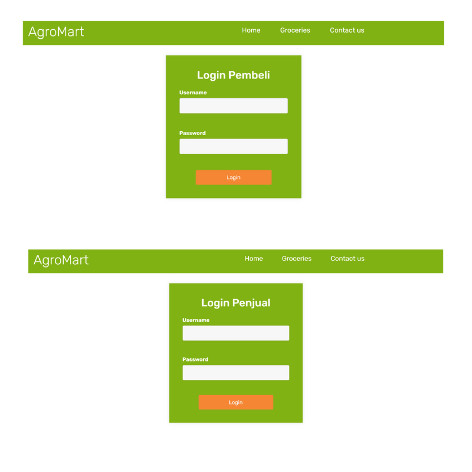 AgroMart Home Groceries Contact us
Login Pembeli
Username
Password
Login
AgroMart Home Groceries Contact us
Login Penjual
Username
Password
Login